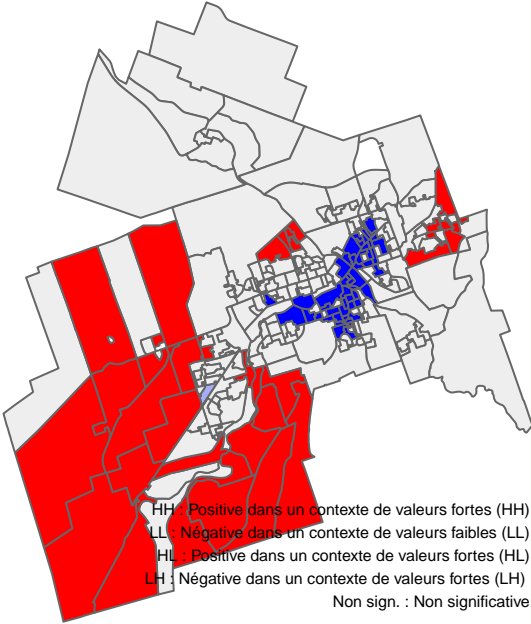 HH : Positive dans un contexte de valeurs fortes (HH)
LL : Négative dans un contexte de valeurs faibles (LL)
HL : Positive dans un contexte de valeurs fortes (HL)
LH : Négative dans un contexte de valeurs fortes (LH)
Non sign. : Non significative